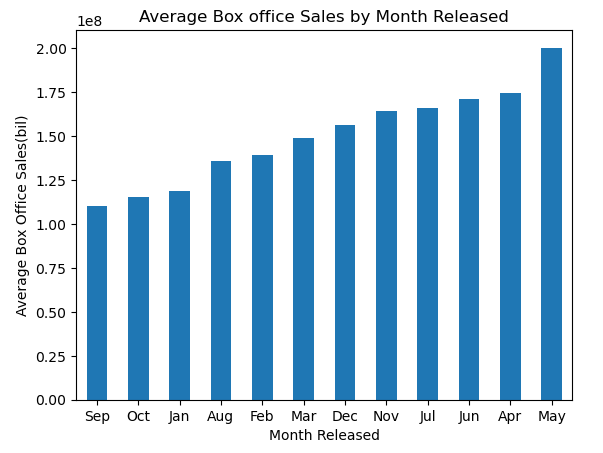 Average Box office Sales by Month Released
1e8
2.00
1.75
1.50
1.25
1.00
0.75
0.50
0.25
0.00
Average Box Office Sales(bil)
Sep Oct Jan Aug Feb Mar Dec Nov Jul Jun Apr May
Month Released